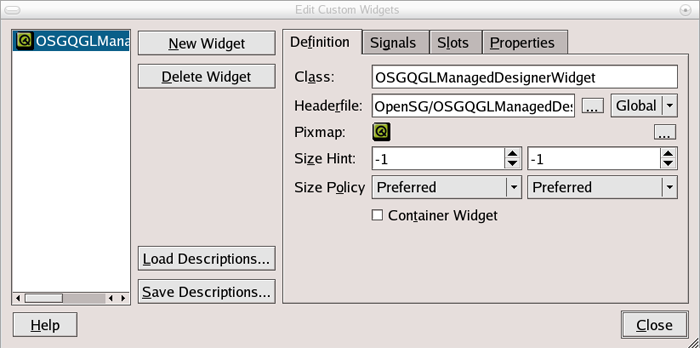 Edit Custom Widgets
OSGQGLMana
New Widget
Delete Widget
Load Descriptions...
Save Descriptions...
Definition Signals Slots Properties
Class: OSGQGLManagedDesignerWidget
Headerfile: OpenSG/OSGQGLManagedDes ... Global
Pixmap: ...
Size Hint: -1 -1
Size Policy Preferred Preferred
Container Widget
Help Close